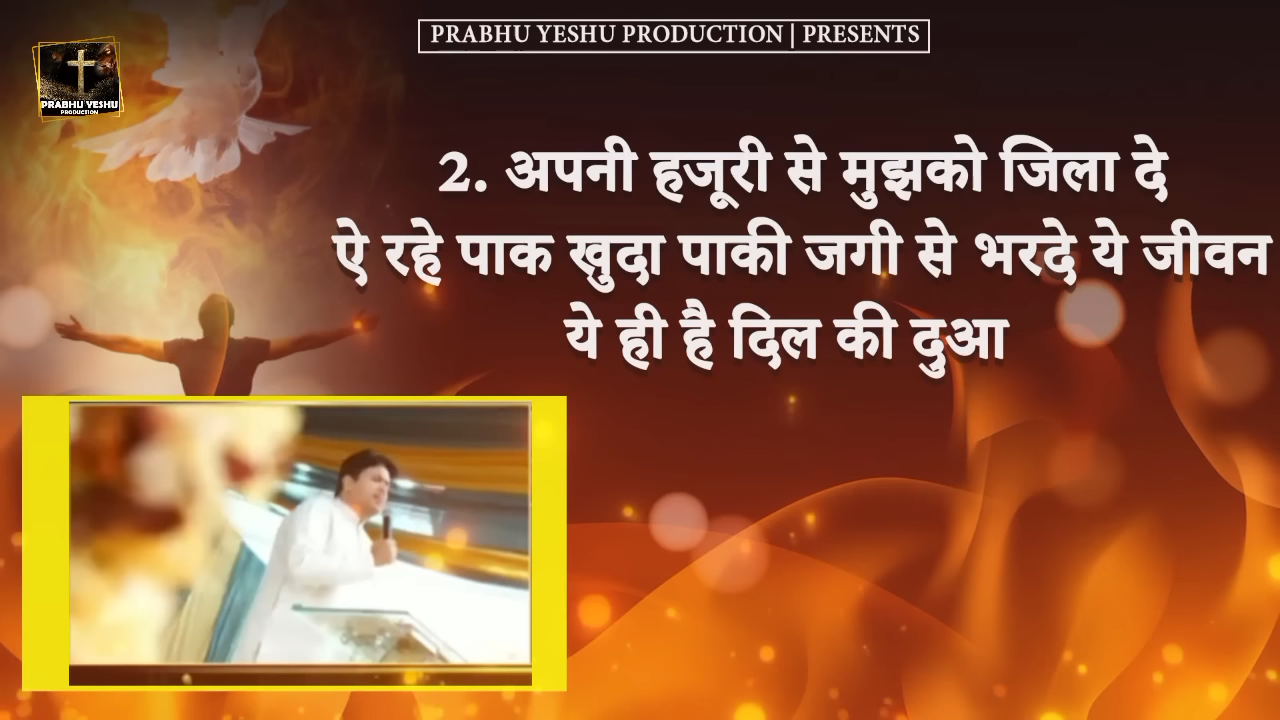 PRABHU YESHU PRODUCTION | PRESENTS
PRABHU YESHU
PRODUCTION
2. अपनी हजूरी से मुझको जिला दे
ऐ रहे पाक खुदा पाकी जगी से भरदे ये जीवन
ये ही है दिल की दुआ